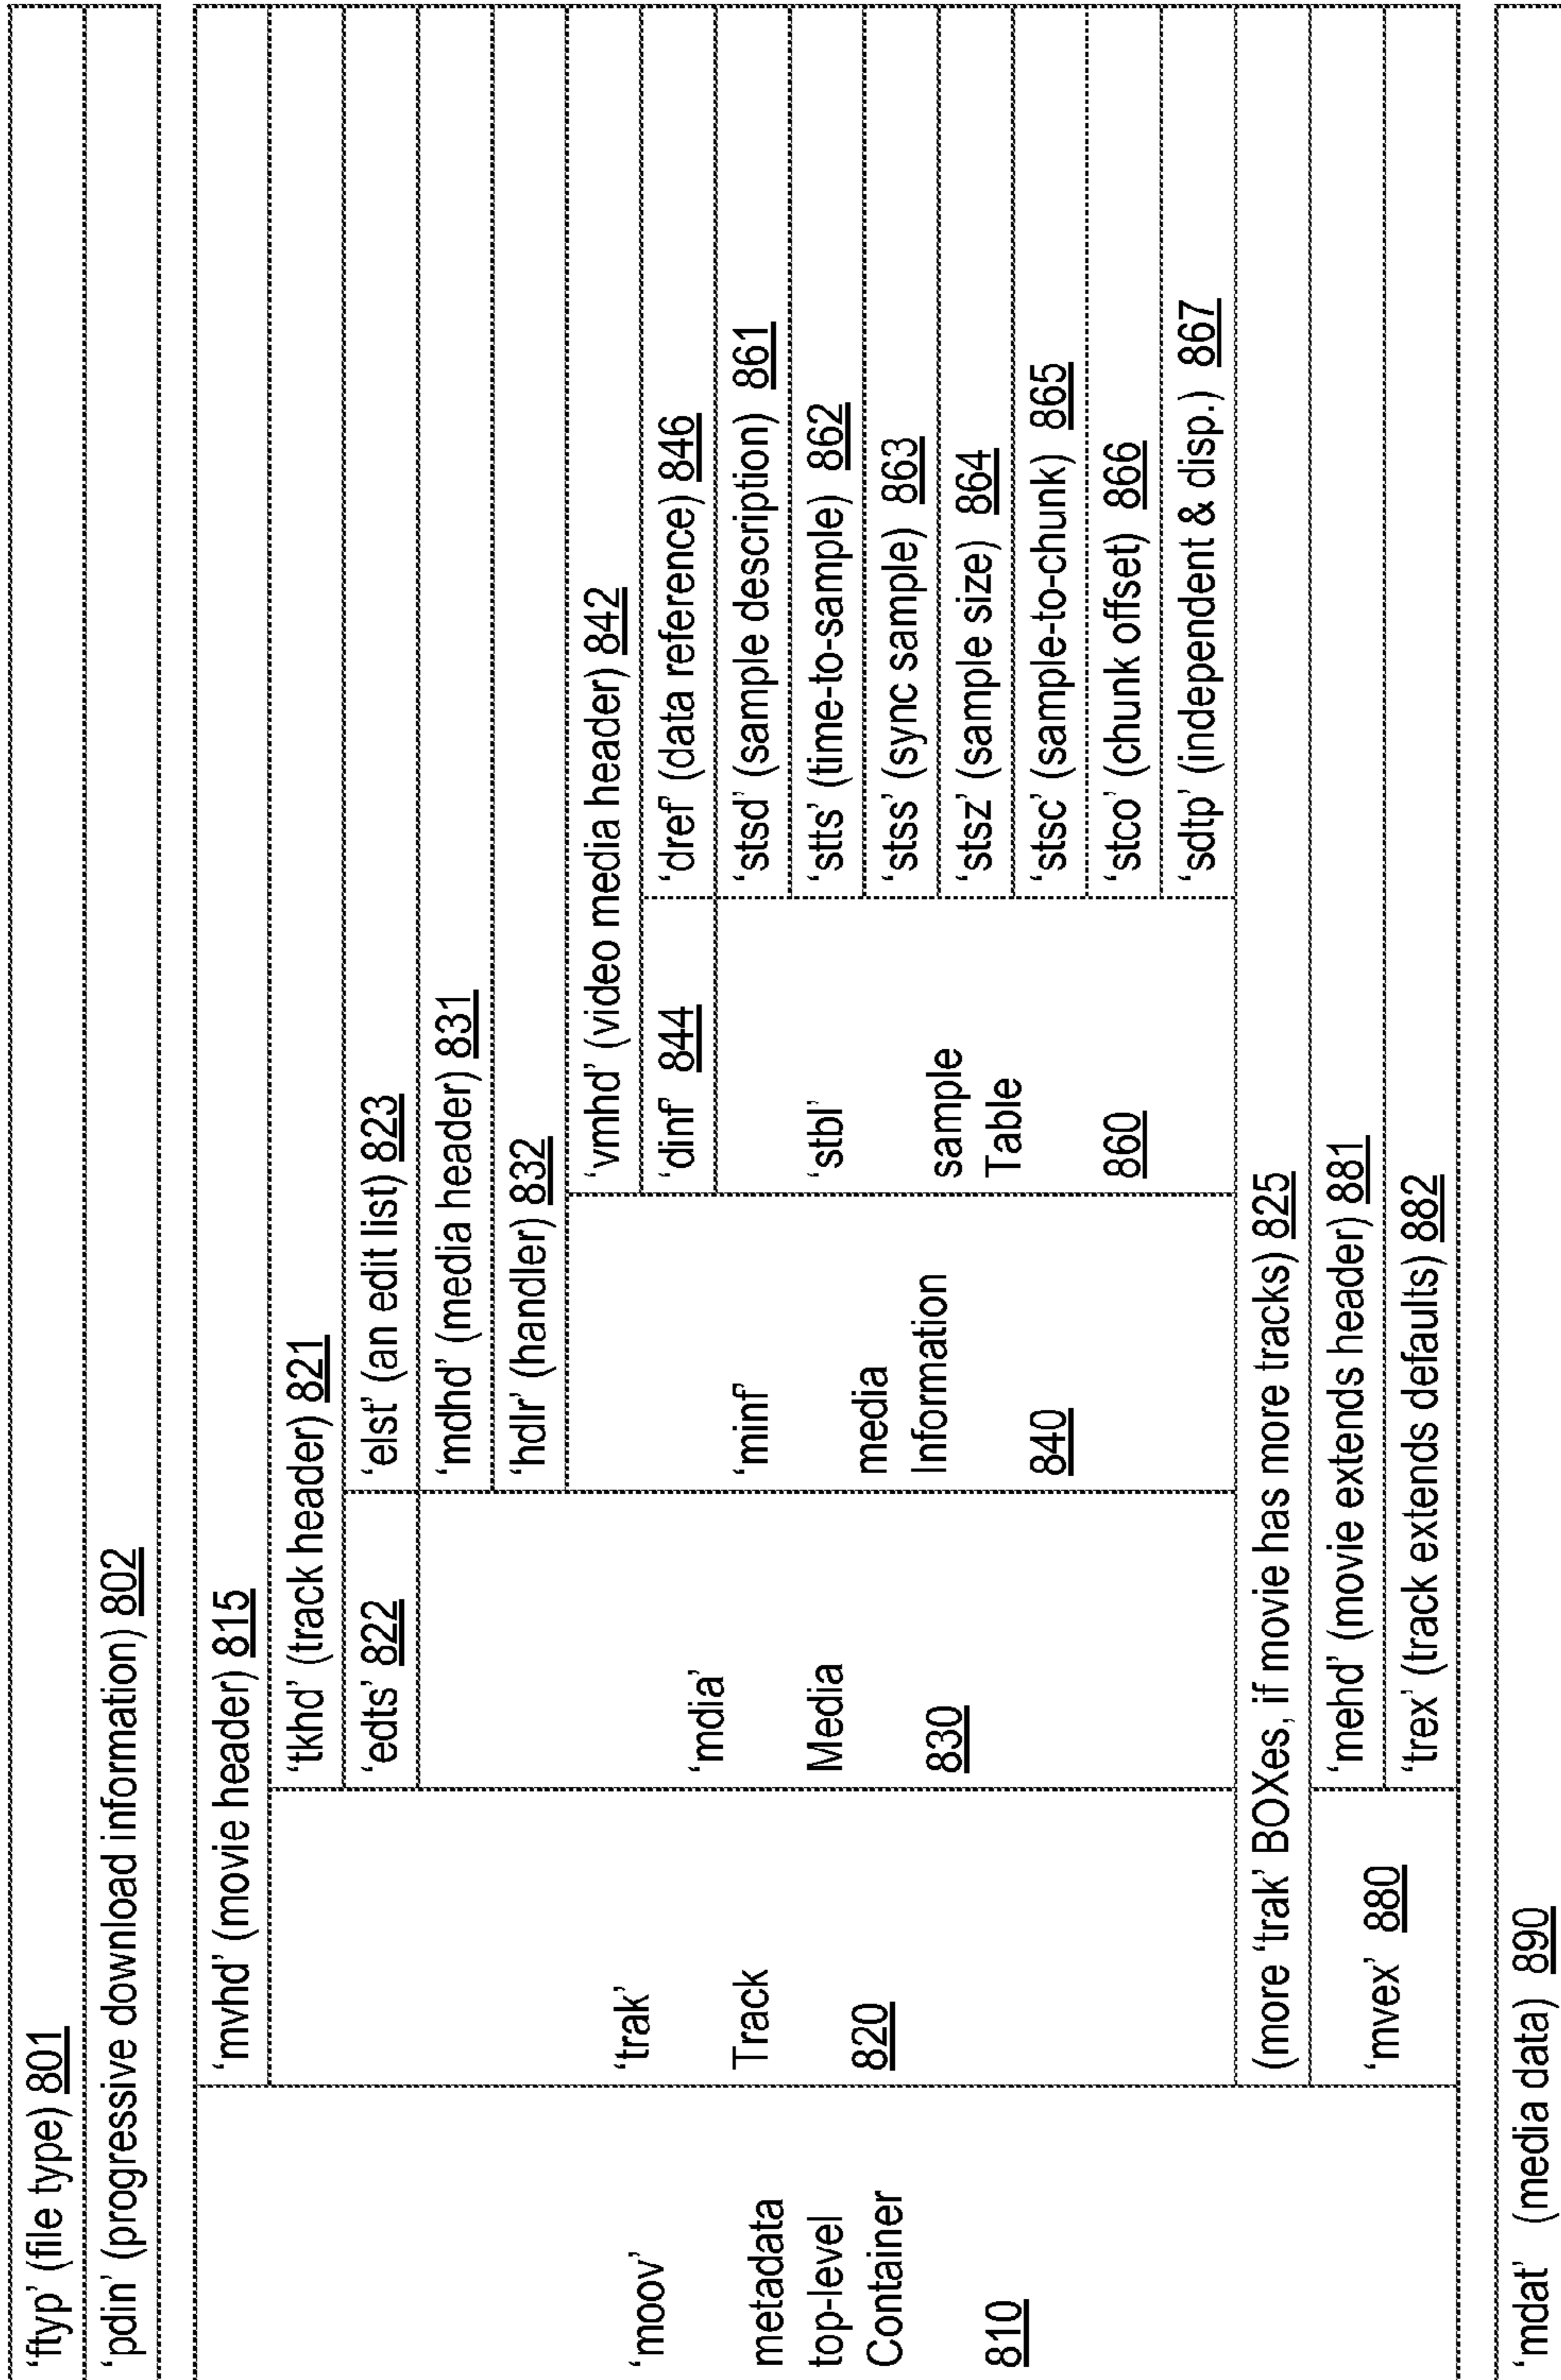 ‘ftyp’ (file type) 801
‘pdin’ (progressive download information) 802
‘moov’
metadata
top-level
Container
810
‘mvhd’ (movie header) 815
‘trak’
Track
820
‘tkhd’ (track header) 821
‘edts’ 822
‘elst’ (an edit list) 823
‘mdia’
Media
830
‘mdhd’ (media header) 831
‘hdlr’ (handler) 832
‘minf’
media
Information
840
‘vmhd’ (video media header) 842
‘dinf’ 844
‘dref’ (data reference) 846
‘stbl’
sample
Table
860
‘stsd’ (sample description) 861
‘stts’ (time-to-sample) 862
‘stss’ (sync sample) 863
‘stsz’ (sample size) 864
‘stsc’ (sample-to-chunk) 865
‘stco’ (chunk offset) 866
‘sdtp’ (independent & disp.) 867
(more ‘trak’ BOXes, if movie has more tracks) 825
‘mvex’ 880
‘mehd’ (movie extends header) 881
‘trex’ (track extends defaults) 882
‘mdat’ (media data) 890